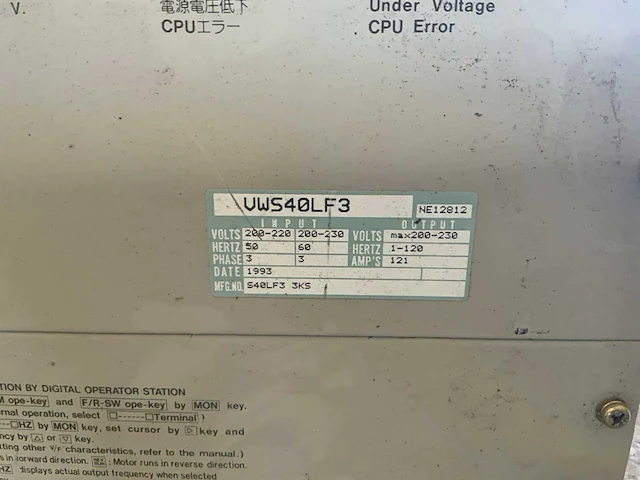 V.
電源電圧低下
Under Voltage
CPUエラー
CPU Error
VWS40LF3
NE12812
INPUT
OUTPUT
VOLTS 200-220 200-230 VOLTS max200-230
HERTZ 50 60 HERTZ 1-120
PHASE 3 3 AMP'S 121
DATE 1993
MFG.NO. S40LF3 3KS
TION BY DIGITAL OPERATOR STATION
M ope-key and F/R-SW ope-key by MON key.
rnal operation, select □------□Terminal
--□HZ by MON key, set cursor by ▷ key and
ncy by △ or ▽ key.
tting other V/F characteristics, refer to the manual.)
s in forward direction. : Motor runs in reverse direction.
HZ displays actual output frequency when selected